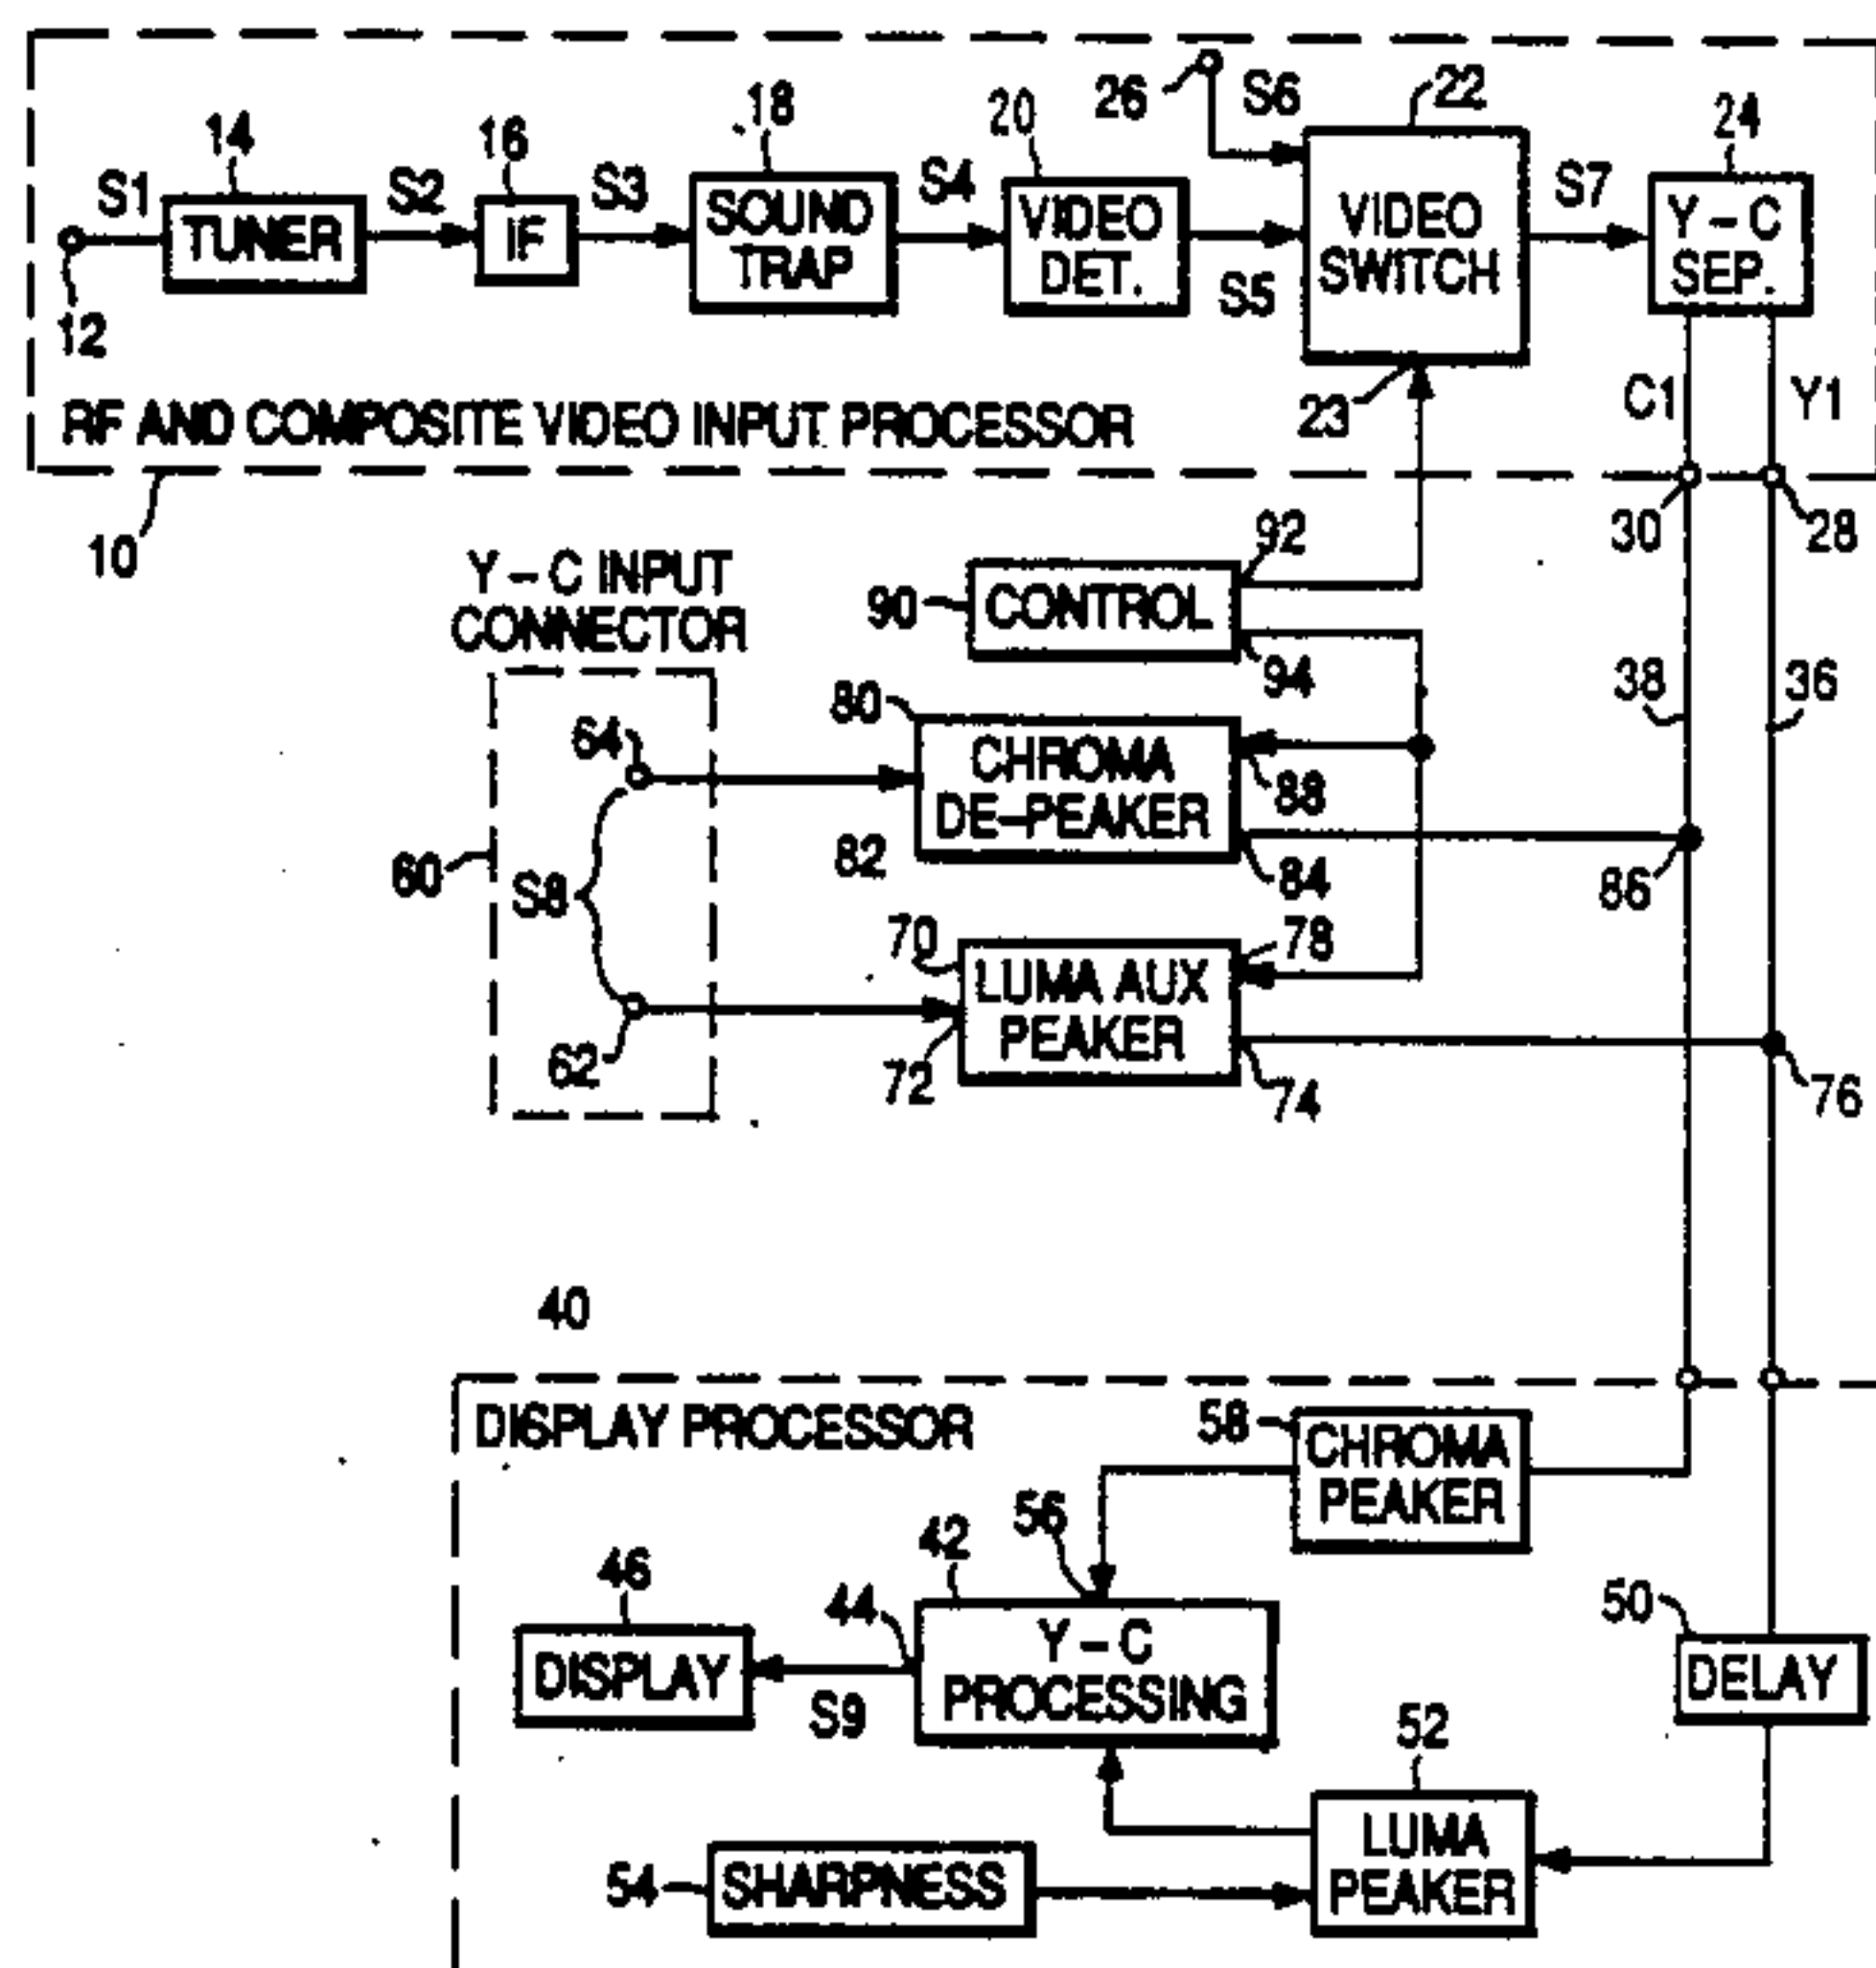 26
S6
22
14
16
18
20
24
S1
S2
S3
S4
S7
TUNER
IF
SOUND
TRAP
VIDEO
DET.
VIDEO
SWITCH
Y-C
SEP.
S5
12
23
C1
Y1
RF AND COMPOSITE VIDEO INPUT PROCESSOR
10
30
28
Y-C INPUT
CONNECTOR
92
90
CONTROL
94
38
36
80
64
CHROMA
DE-PEAKER
88
82
84
86
60
S8
70
78
LUMA AUX
PEAKER
62
72
74
76
40
DISPLAY PROCESSOR
58
CHROMA
PEAKER
56
42
46
44
50
DISPLAY
Y-C
PROCESSING
DELAY
S9
52
LUMA
PEAKER
54
SHARPNESS